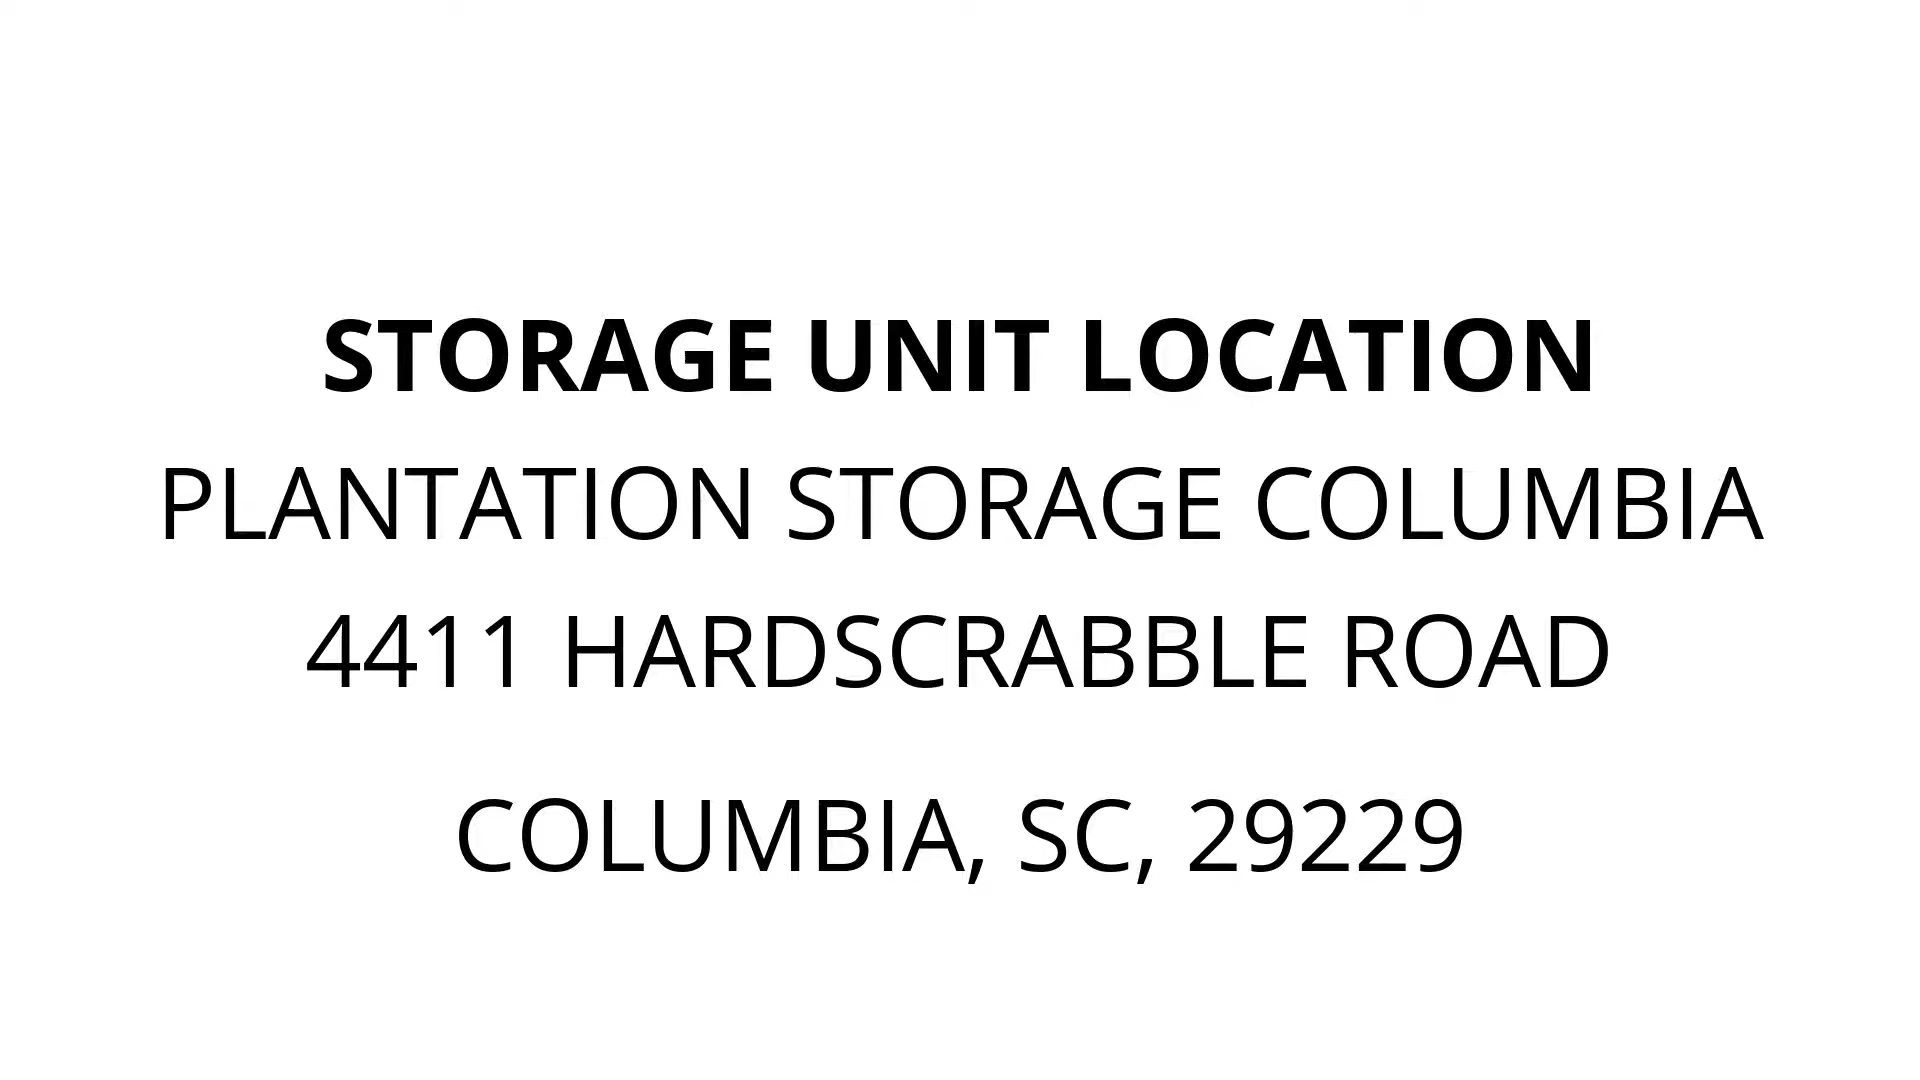 STORAGE UNIT LOCATION
PLANTATION STORAGE COLUMBIA
4411 HARDSCRABBLE ROAD
COLUMBIA, SC, 29229